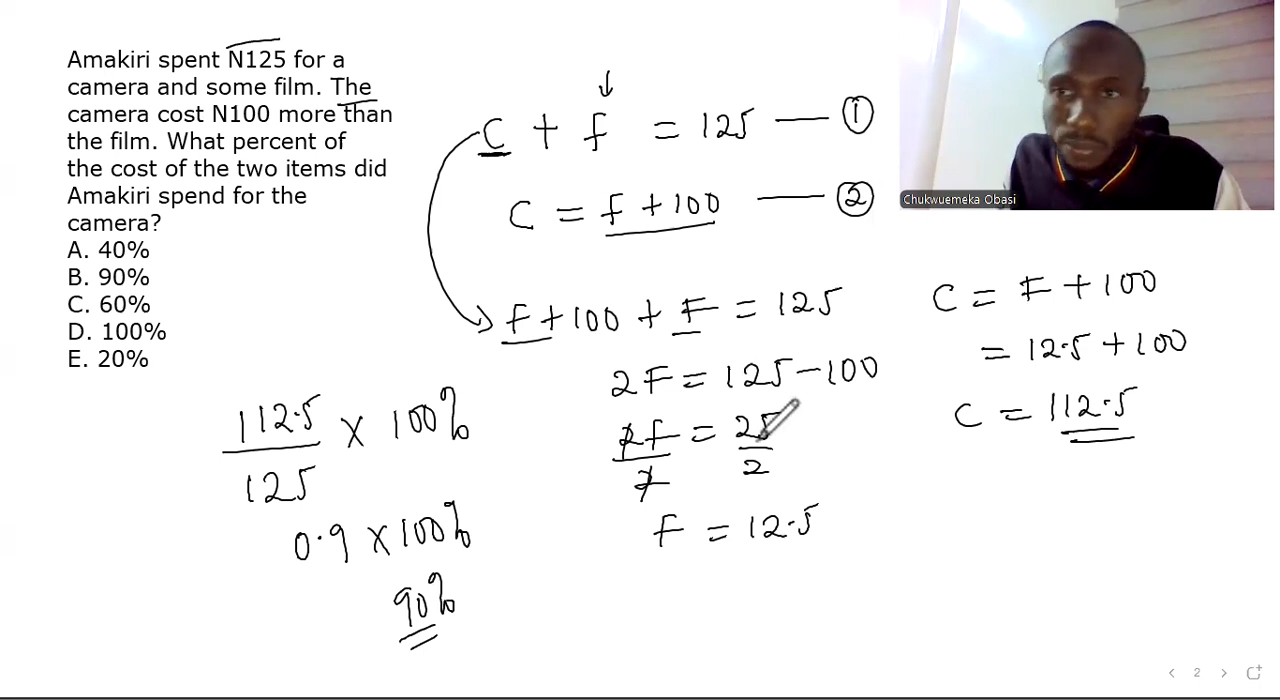 Amakiri spent N125 for a
camera and some film. The
camera cost N100 more than
the film. What percent of
the cost of the two items did
Amakiri spend for the
camera?
A. 40%
B. 90%
C. 60%
D. 100%
E. 20%
C + f = 125 — ①
C = f + 100 — ②
f + 100 + F = 125
2F = 125 - 100
2f/2 = 25/2
F = 12.5
C = F + 100
= 12.5 + 100
C = 112.5
112.5/125 × 100%
0.9 × 100%
90%
Chukwuemeka Obasi
< 2 >